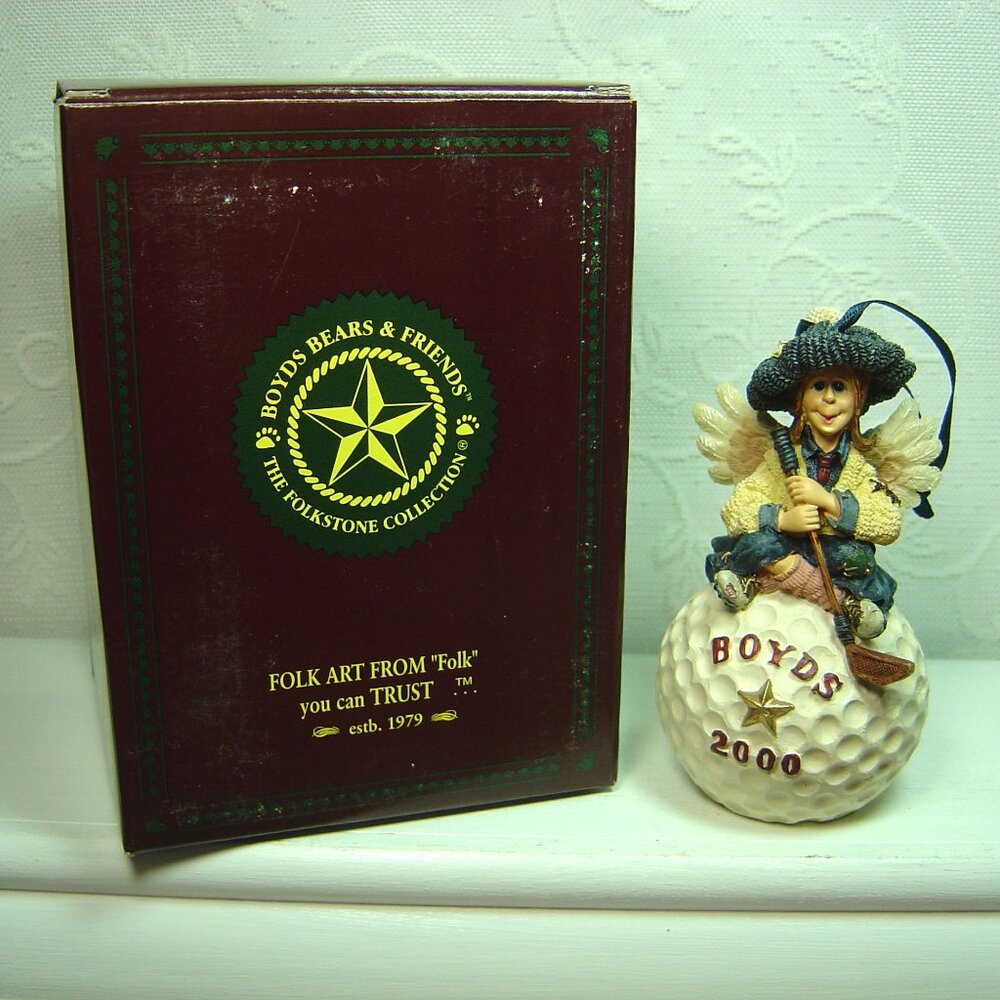 BOYDS BEARS & FRIENDS™
THE FOLKSTONE COLLECTION®
FOLK ART FROM "Folk"
you can TRUST ™...
estb. 1979
BOYDS
2000